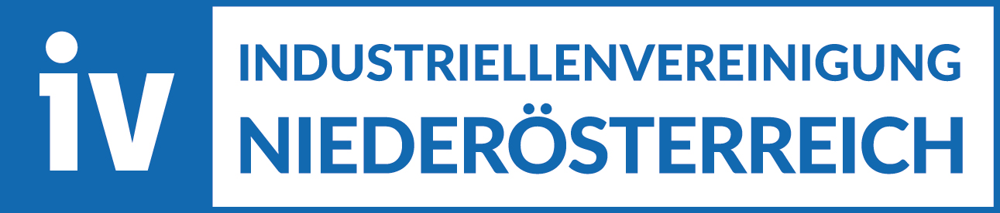 iv
INDUSTRIELLENVEREINIGUNG
NIEDERÖSTERREICH